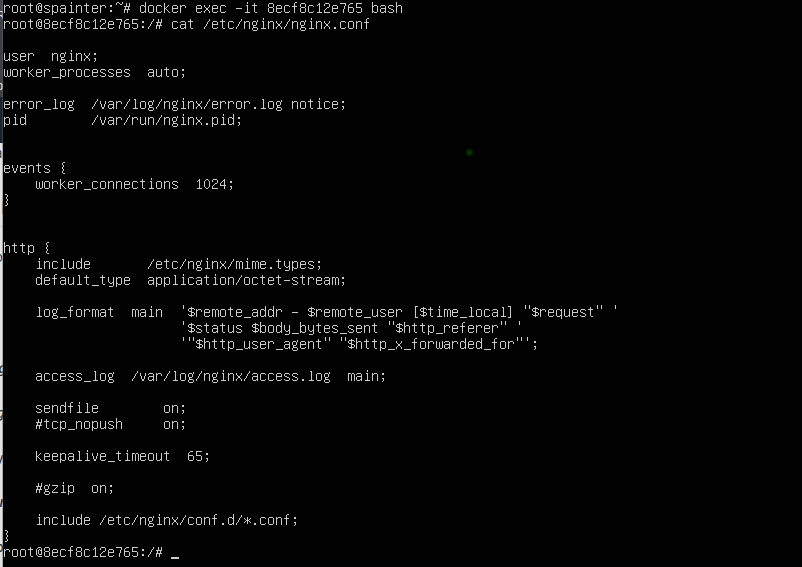 root@spainter:~# docker exec -it 8ecf8c12e765 bash
root@8ecf8c12e765:/# cat /etc/nginx/nginx.conf

user  nginx;
worker_processes  auto;

error_log  /var/log/nginx/error.log notice;
pid        /var/run/nginx.pid;


events {
    worker_connections  1024;
}


http {
    include       /etc/nginx/mime.types;
    default_type  application/octet-stream;

    log_format  main  '$remote_addr - $remote_user [$time_local] "$request" '
                      '$status $body_bytes_sent "$http_referer" '
                      '"$http_user_agent" "$http_x_forwarded_for"';

    access_log  /var/log/nginx/access.log  main;

    sendfile        on;
    #tcp_nopush     on;

    keepalive_timeout  65;

    #gzip  on;

    include /etc/nginx/conf.d/*.conf;
}
root@8ecf8c12e765:/# _